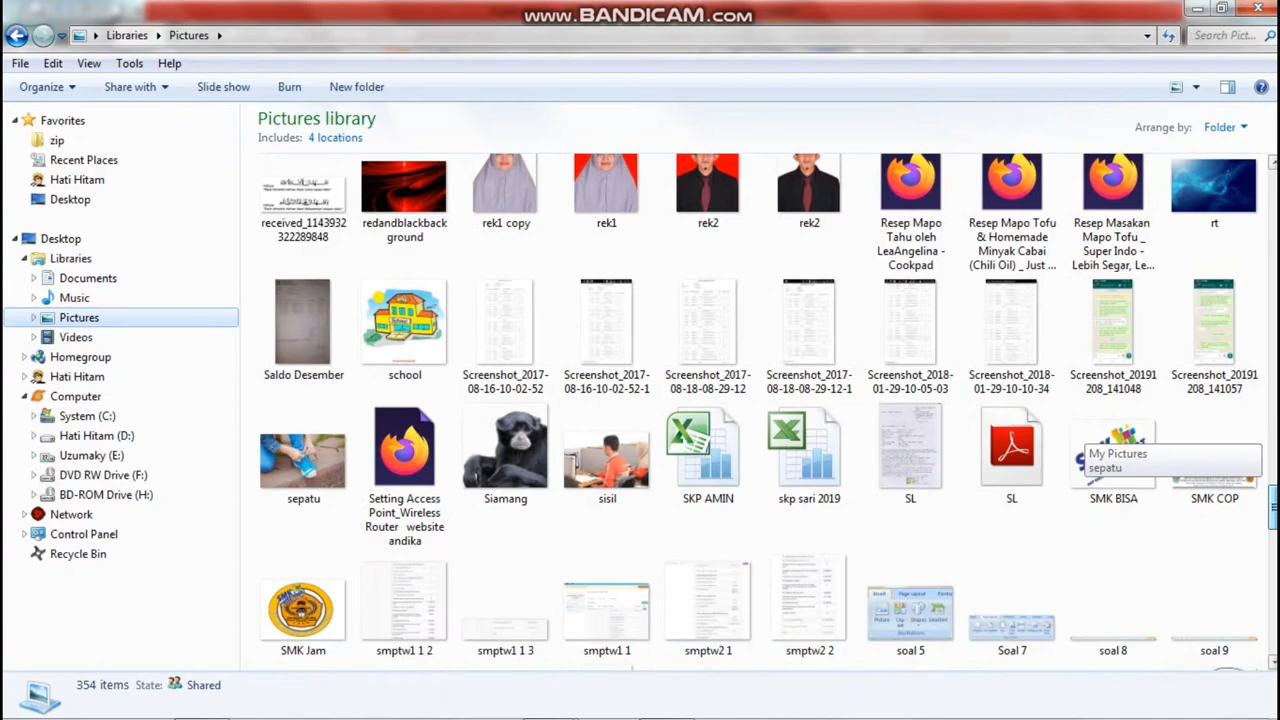 www.BANDICAM.com
Libraries
Pictures
Search Pict...
File
Edit
View
Tools
Help
Organize
Share with
Slide show
Burn
New folder
Favorites
zip
Recent Places
Hati Hitam
Desktop
Desktop
Libraries
Documents
Music
Pictures
Videos
Homegroup
Hati Hitam
Computer
System (C:)
Hati Hitam (D:)
Uzumaky (E:)
DVD RW Drive (F:)
BD-ROM Drive (H:)
Network
Control Panel
Recycle Bin
Pictures library
Includes: 4 locations
Arrange by: Folder
received_1143932
322289848
redandblackback
ground
rek1 copy
rek1
rek2
rek2
Resep Mapo
Tahu oleh
LeaAngelina -
Cookpad
Resep Mapo Tofu
& Homemade
Minyak Cabai
(Chili Oil) _ Just ...
Resep Masakan
Mapo Tofu _
Super Indo -
Lebih Segar, Le...
rt
Saldo Desember
school
Screenshot_2017-
08-16-10-02-52
Screenshot_2017-
08-16-10-02-52-1
Screenshot_2017-
08-18-08-29-12
Screenshot_2017-
08-18-08-29-12-1
Screenshot_2018-
01-29-10-05-03
Screenshot_2018-
01-29-10-10-34
Screenshot_20191
208_141048
Screenshot_20191
208_141057
sepatu
Setting Access
Point_Wireless
Router website
andika
Siamang
sisil
SKP AMIN
skp sari 2019
SL
SL
SMK BISA
SMK COP
My Pictures
sepatu
SMK Jam
smptw1 1 2
smptw1 1 3
smptw1 1
smptw2 1
smptw2 2
soal 5
Soal 7
soal 8
soal 9
354 items
State:
Shared